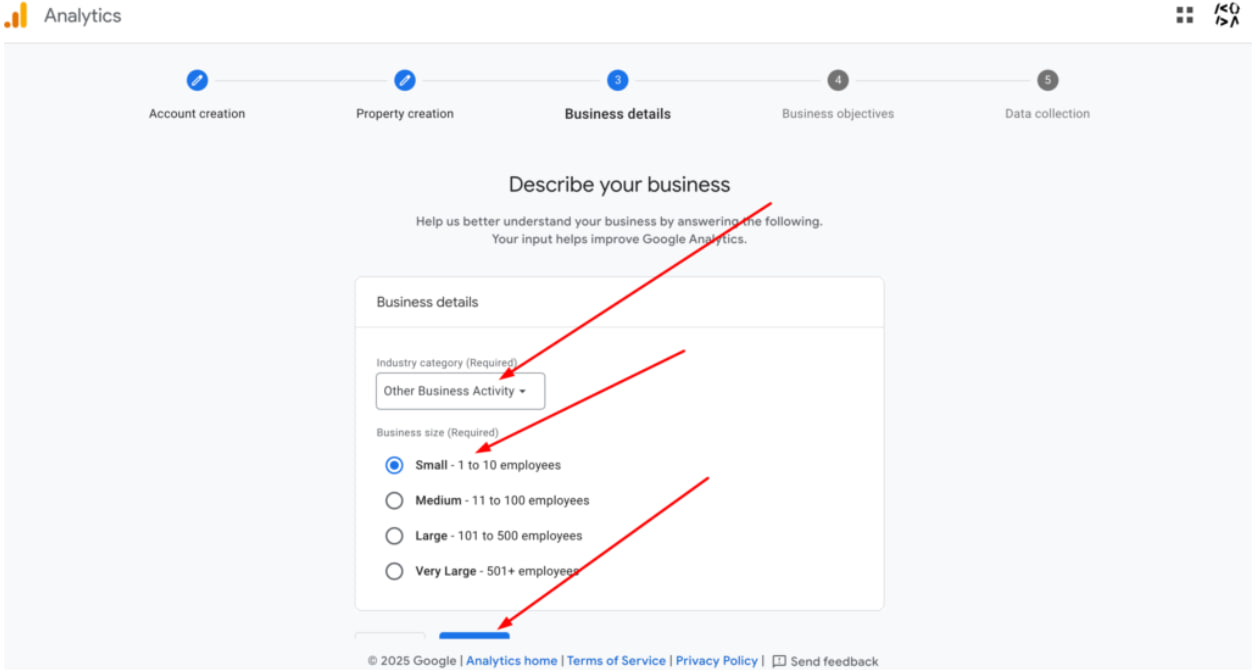 Analytics
3
4
5
Account creation
Property creation
Business details
Business objectives
Data collection
Describe your business
Help us better understand your business by answering the following.
Your input helps improve Google Analytics.
Business details
Industry category (Required)
Other Business Activity
Business size (Required)
Small - 1 to 10 employees
Medium - 11 to 100 employees
Large - 101 to 500 employees
Very Large - 501+ employees
© 2025 Google | Analytics home | Terms of Service | Privacy Policy | Send feedback